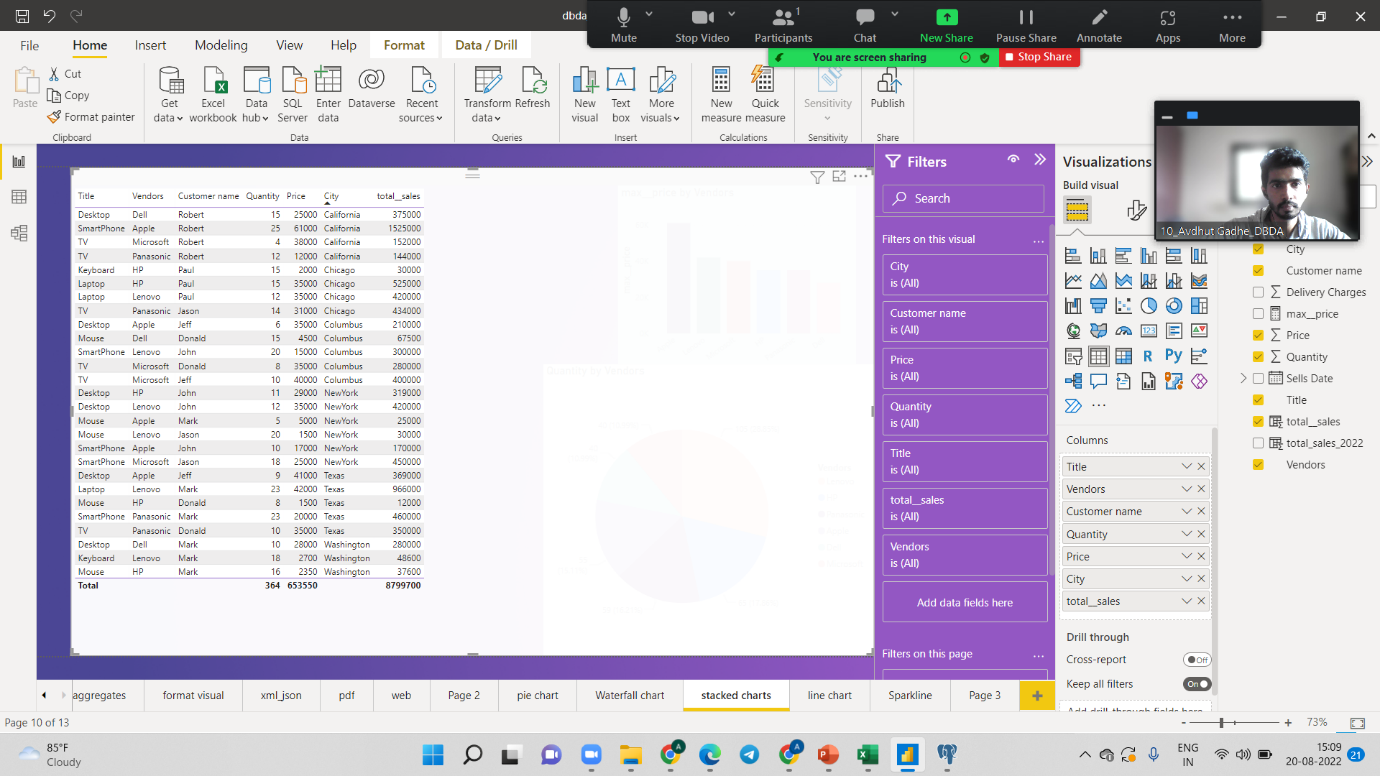 dbda
Mute
Stop Video
1
Participants
Chat
New Share
Pause Share
Annotate
Apps
More
You are screen sharing
Stop Share
File Home Insert Modeling View Help Format Data / Drill
Paste
Cut
Copy
Format painter
Clipboard
Get data
Excel workbook
Data hub
SQL Server
Enter data
Dataverse
Recent sources
Data
Transform data
Refresh
Queries
New visual
Text box
More visuals
Insert
New measure
Quick measure
Calculations
Sensitivity
Sensitivity
Publish
Share
10_Avdhut Gadhe_DBDA
Title Vendors Customer name Quantity Price City total__sales
Desktop Dell Robert 15 25000 California 375000
SmartPhone Apple Robert 25 61000 California 1525000
TV Microsoft Robert 4 38000 California 152000
TV Panasonic Robert 12 12000 California 144000
Keyboard HP Paul 15 2000 Chicago 30000
Laptop HP Paul 15 35000 Chicago 525000
Laptop Lenovo Paul 12 35000 Chicago 420000
TV Panasonic Jason 14 31000 Chicago 434000
Desktop Apple Jeff 6 35000 Columbus 210000
Mouse Dell Donald 15 4500 Columbus 67500
SmartPhone Lenovo John 20 15000 Columbus 300000
TV Microsoft Donald 8 35000 Columbus 280000
TV Microsoft Jeff 10 40000 Columbus 400000
Desktop HP John 11 29000 NewYork 319000
Desktop Lenovo John 12 35000 NewYork 420000
Mouse Apple Mark 5 5000 NewYork 25000
Mouse Lenovo Jason 20 1500 NewYork 30000
SmartPhone Apple John 10 17000 NewYork 170000
SmartPhone Microsoft Jason 18 25000 NewYork 450000
Desktop Apple Jeff 9 41000 Texas 369000
Laptop Lenovo Mark 23 42000 Texas 966000
Mouse HP Donald 8 1500 Texas 12000
SmartPhone Panasonic Mark 23 20000 Texas 460000
TV Panasonic Donald 10 35000 Texas 350000
Desktop Dell Mark 10 28000 Washington 280000
Keyboard Lenovo Mark 18 2700 Washington 48600
Mouse HP Mark 16 2350 Washington 37600
Total 364 653550 8799700
Quantity by Vendors
Filters
Search
Filters on this visual
City
is (All)
Customer name
is (All)
Price
is (All)
Quantity
is (All)
Title
is (All)
total__sales
is (All)
Vendors
is (All)
Add data fields here
Filters on this page
Visualizations
Build visual
123
R
Py
Columns
Title
Vendors
Customer name
Quantity
Price
City
total__sales
Drill through
Cross-report
Off
Keep all filters
On
Add drill-through fields here
City
Customer name
Delivery Charges
max__price
Price
Quantity
Sells Date
Title
total__sales
total_sales_2022
Vendors
aggregates format visual xml_json pdf web Page 2 pie chart Waterfall chart stacked charts line chart Sparkline Page 3 +
Page 10 of 13
- + 73%
85°F
Cloudy
ENG
IN
15:09
20-08-2022
21